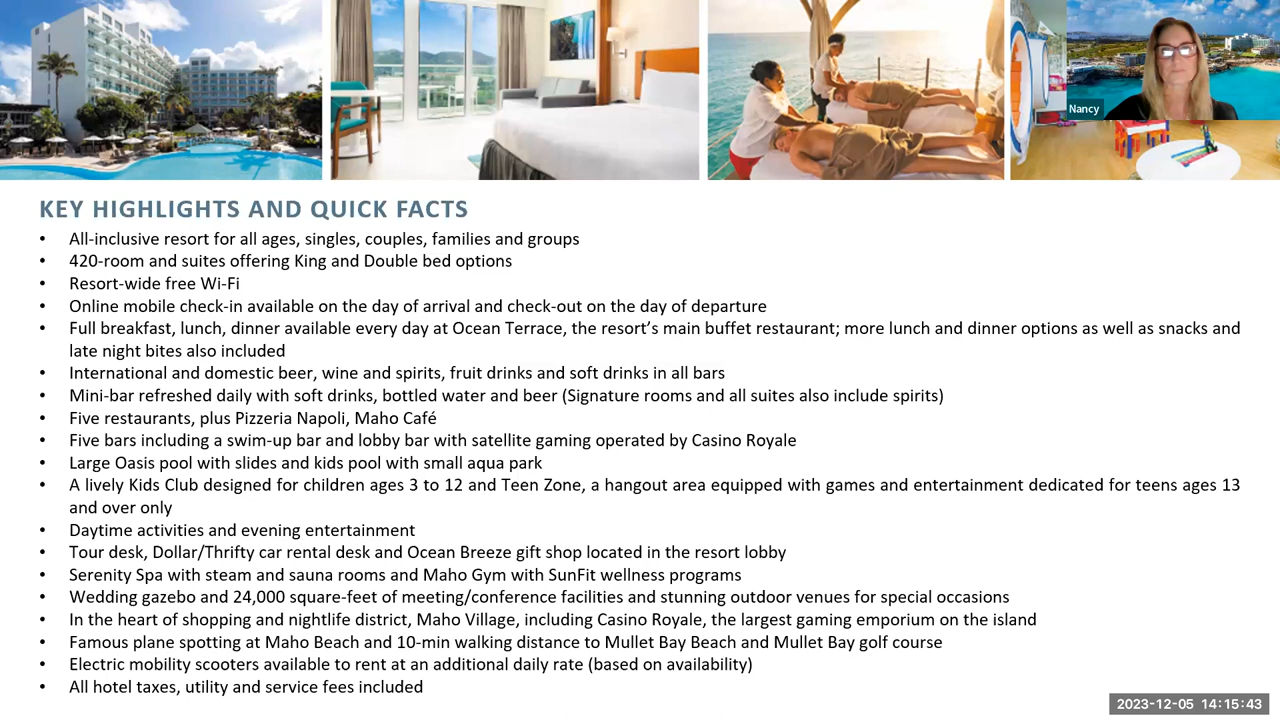 Nancy
KEY HIGHLIGHTS AND QUICK FACTS
• All-inclusive resort for all ages, singles, couples, families and groups
• 420-room and suites offering King and Double bed options
• Resort-wide free Wi-Fi
• Online mobile check-in available on the day of arrival and check-out on the day of departure
• Full breakfast, lunch, dinner available every day at Ocean Terrace, the resort’s main buffet restaurant; more lunch and dinner options as well as snacks and
late night bites also included
• International and domestic beer, wine and spirits, fruit drinks and soft drinks in all bars
• Mini-bar refreshed daily with soft drinks, bottled water and beer (Signature rooms and all suites also include spirits)
• Five restaurants, plus Pizzeria Napoli, Maho Café
• Five bars including a swim-up bar and lobby bar with satellite gaming operated by Casino Royale
• Large Oasis pool with slides and kids pool with small aqua park
• A lively Kids Club designed for children ages 3 to 12 and Teen Zone, a hangout area equipped with games and entertainment dedicated for teens ages 13
and over only
• Daytime activities and evening entertainment
• Tour desk, Dollar/Thrifty car rental desk and Ocean Breeze gift shop located in the resort lobby
• Serenity Spa with steam and sauna rooms and Maho Gym with SunFit wellness programs
• Wedding gazebo and 24,000 square-feet of meeting/conference facilities and stunning outdoor venues for special occasions
• In the heart of shopping and nightlife district, Maho Village, including Casino Royale, the largest gaming emporium on the island
• Famous plane spotting at Maho Beach and 10-min walking distance to Mullet Bay Beach and Mullet Bay golf course
• Electric mobility scooters available to rent at an additional daily rate (based on availability)
• All hotel taxes, utility and service fees included
2023-12-05 14:15:43